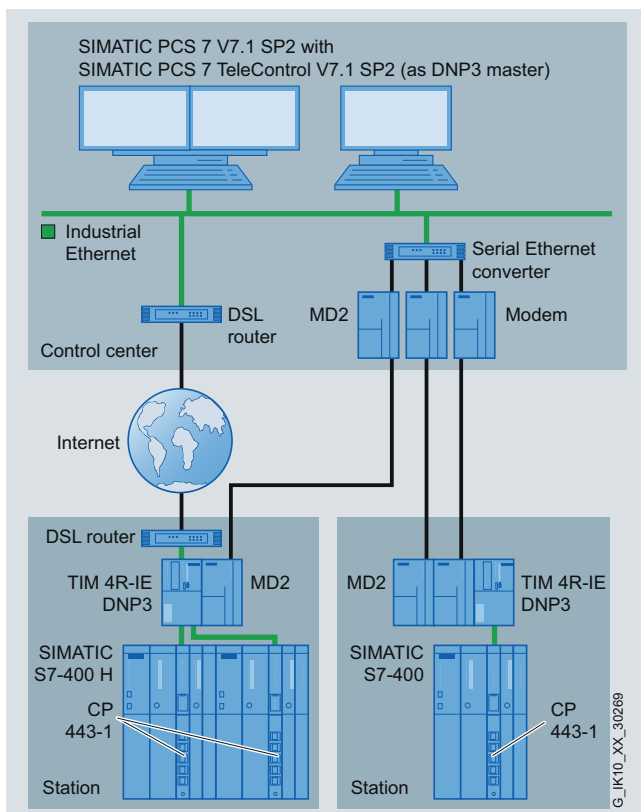 SIMATIC PCS 7 V7.1 SP2 with
SIMATIC PCS 7 TeleControl V7.1 SP2 (as DNP3 master)
Industrial
Ethernet
Serial Ethernet
converter
DSL
router
MD2
Modem
Control center
Internet
DSL router
TIM 4R-IE
DNP3
MD2
SIMATIC
S7-400 H
CP
443-1
Station
MD2
TIM 4R-IE
DNP3
SIMATIC
S7-400
CP
443-1
Station
G_IK10_XX_30269